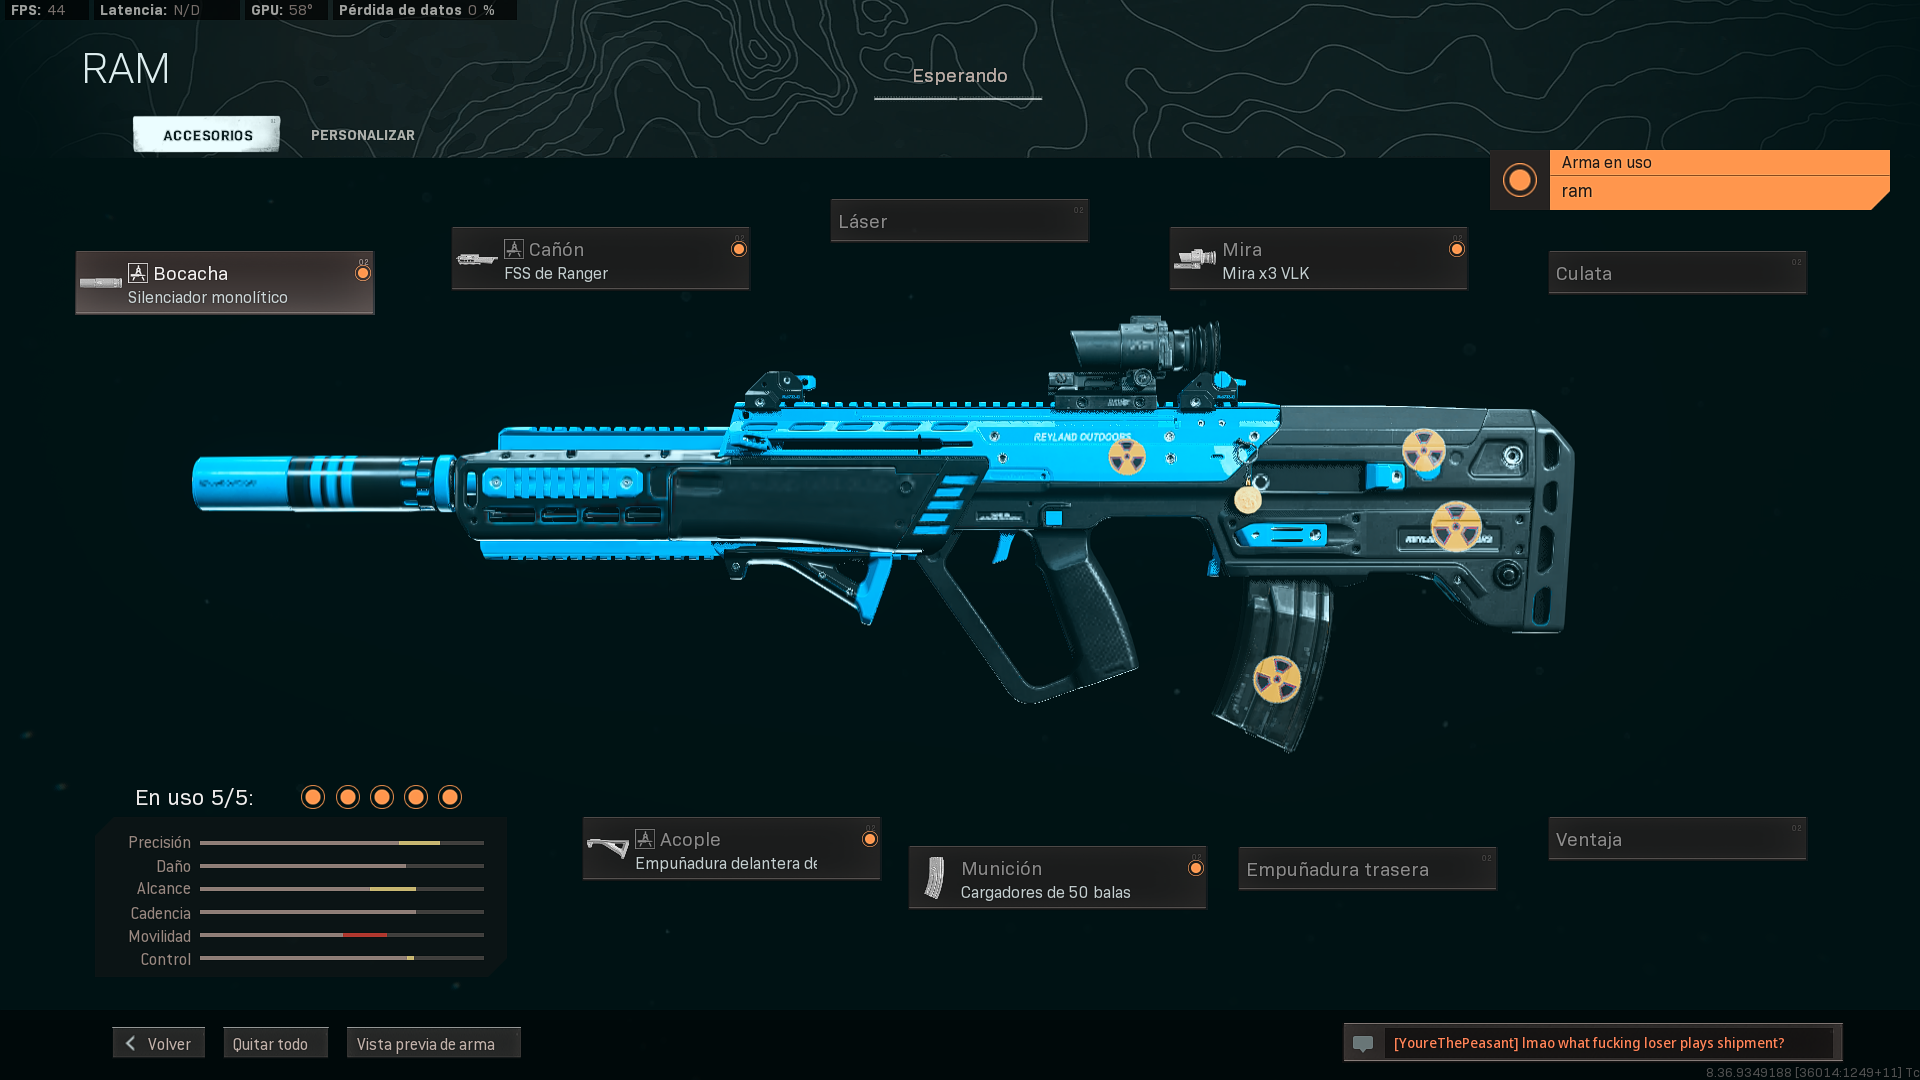 FPS: 44 Latencia: N/D GPU: 58° Pérdida de datos 0 %
RAM
Esperando
ACCESORIOS
PERSONALIZAR
Arma en uso
ram
Láser
Cañón
FSS de Ranger
Mira
Mira x3 VLK
Bocacha
Silenciador monolítico
Culata
REYLAND OUTDOORS
En uso 5/5:
Precisión
Daño
Alcance
Cadencia
Movilidad
Control
Acople
Empuñadura delantera de
Munición
Cargadores de 50 balas
Empuñadura trasera
Ventaja
Volver
Quitar todo
Vista previa de arma
[YoureThePeasant] lmao what fucking loser plays shipment?
8.36.9349188 [36014:1249+11] Tc